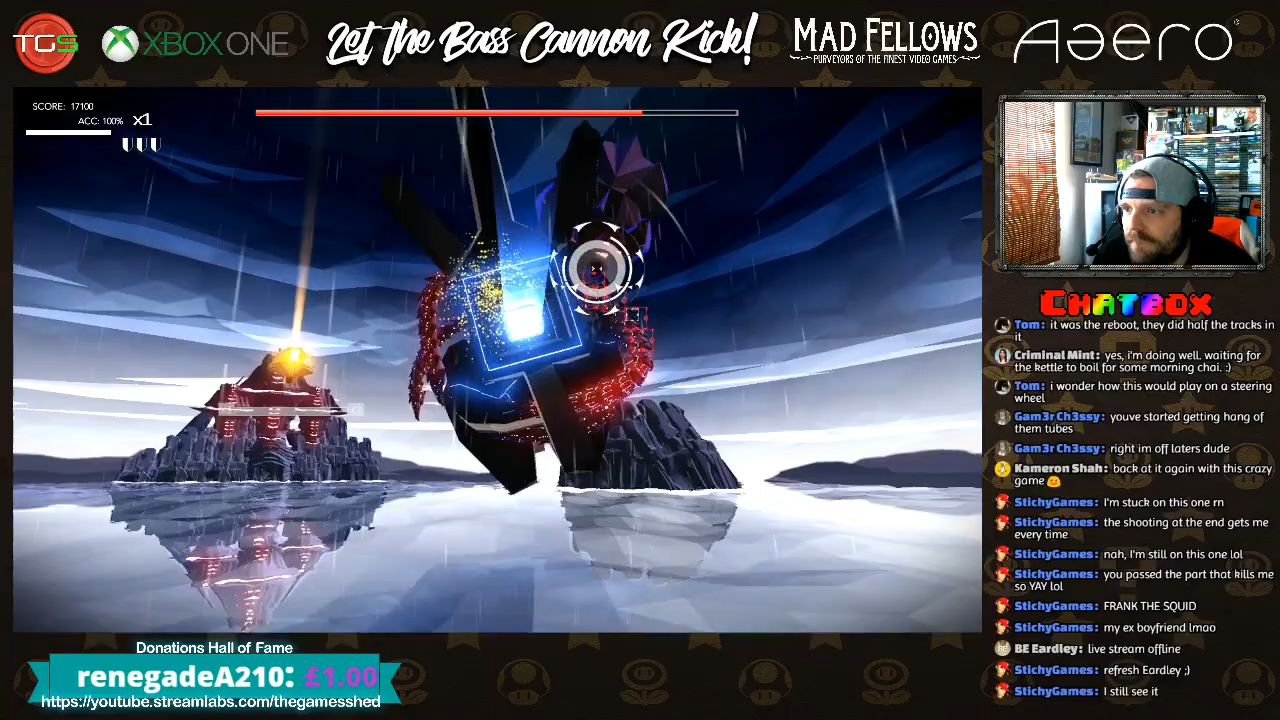 TGS XBOX ONE Let the Bass Cannon Kick! MAD FELLOWS Aaero
PURVEYORS OF THE FINEST VIDEO GAMES
SCORE: 17100
ACC: 100% x1
CHATBOX
Tom: it was the reboot, they did half the tracks in
it
Criminal Mint: yes, i'm doing well. waiting for
the kettle to boil for some morning chai. :)
Tom: i wonder how this would play on a steering
wheel
Gam3rCh3ssy: youve started getting hang of
them tubes
Gam3rCh3ssy: right im off laters dude
Kameron Shah: back at it again with this crazy
game
StichyGames: I'm stuck on this one rn
StichyGames: the shooting at the end gets me
every time
StichyGames: nah, I'm still on this one lol
StichyGames: you passed the part that kills me
so YAY lol
StichyGames: FRANK THE SQUID
StichyGames: my ex boyfriend lmao
BE Eardley: live stream offline
StichyGames: refresh Eardley ;)
StichyGames: I still see it
Donations Hall of Fame
renegadeA210: £1.00
https://youtube.streamlabs.com/thegamesshed